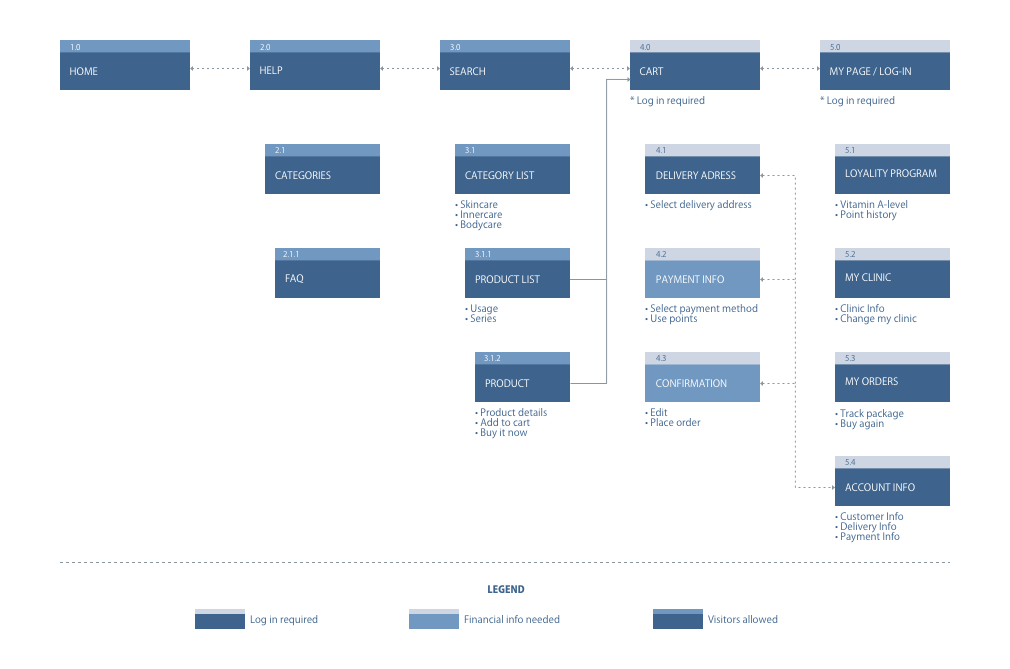 1.0
HOME
2.0
HELP
3.0
SEARCH
4.0
CART
* Log in required
5.0
MY PAGE / LOG-IN
* Log in required
2.1
CATEGORIES
3.1
CATEGORY LIST
• Skincare
• Innercare
• Bodycare
4.1
DELIVERY ADRESS
• Select delivery address
5.1
LOYALITY PROGRAM
• Vitamin A-level
• Point history
2.1.1
FAQ
3.1.1
PRODUCT LIST
• Usage
• Series
4.2
PAYMENT INFO
• Select payment method
• Use points
5.2
MY CLINIC
• Clinic Info
• Change my clinic
3.1.2
PRODUCT
• Product details
• Add to cart
• Buy it now
4.3
CONFIRMATION
• Edit
• Place order
5.3
MY ORDERS
• Track package
• Buy again
5.4
ACCOUNT INFO
• Customer Info
• Delivery Info
• Payment Info
LEGEND
Log in required
Financial info needed
Visitors allowed